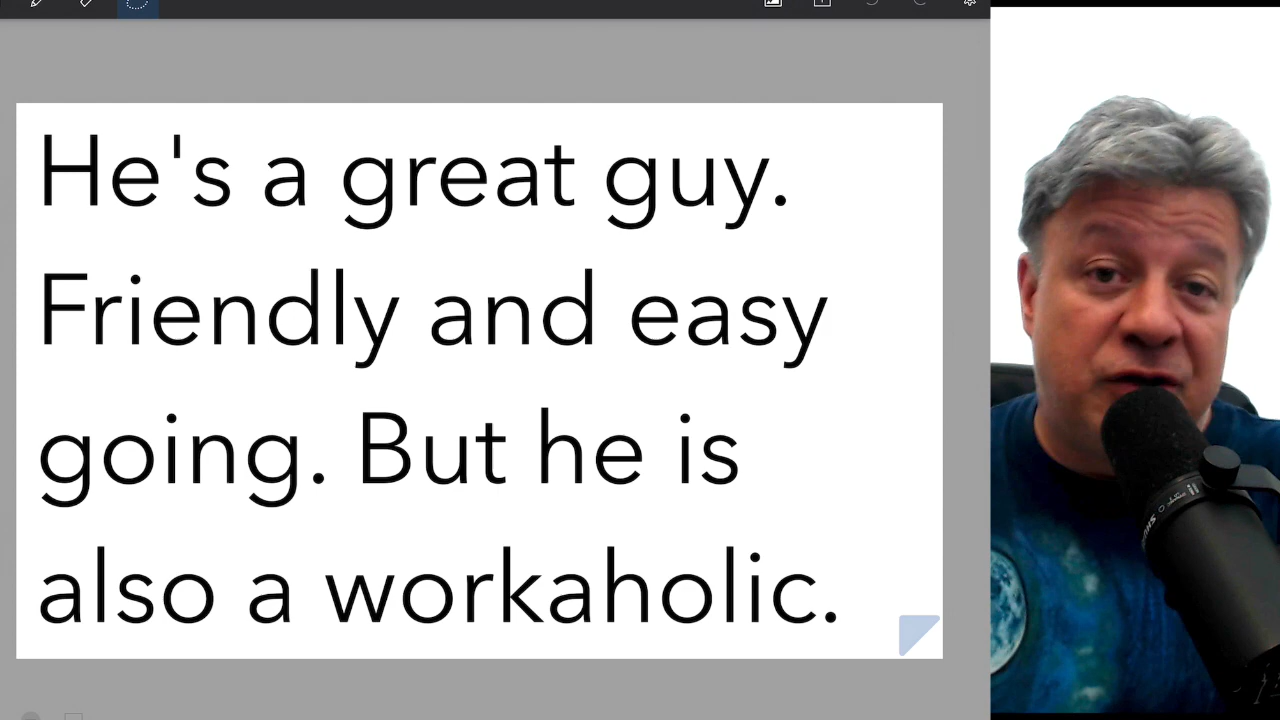 He's a great guy.
Friendly and easy
going. But he is
also a workaholic.